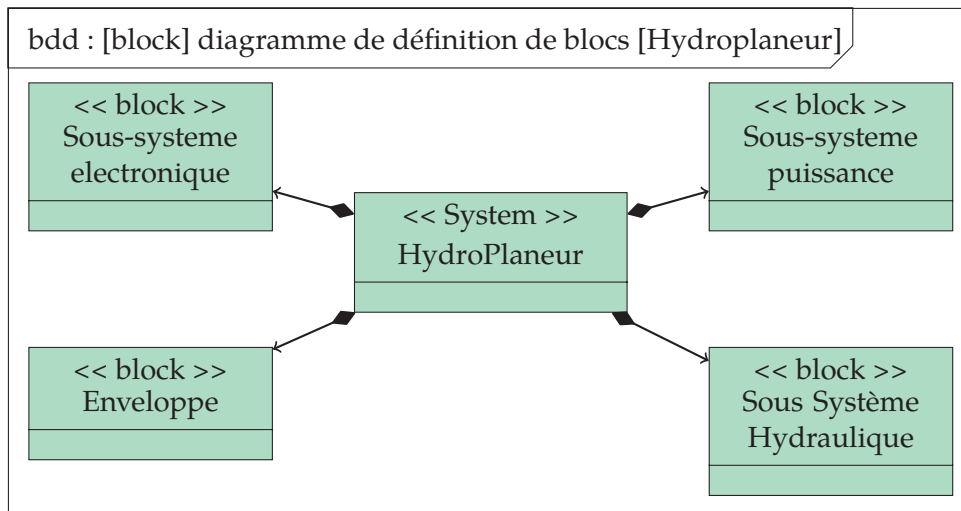 bdd : [block] diagramme de définition de blocs [Hydroplaneur]
<< block >>
Sous-systeme
electronique
<< block >>
Sous-systeme
puissance
<< System >>
HydroPlaneur
<< block >>
Enveloppe
<< block >>
Sous Système
Hydraulique